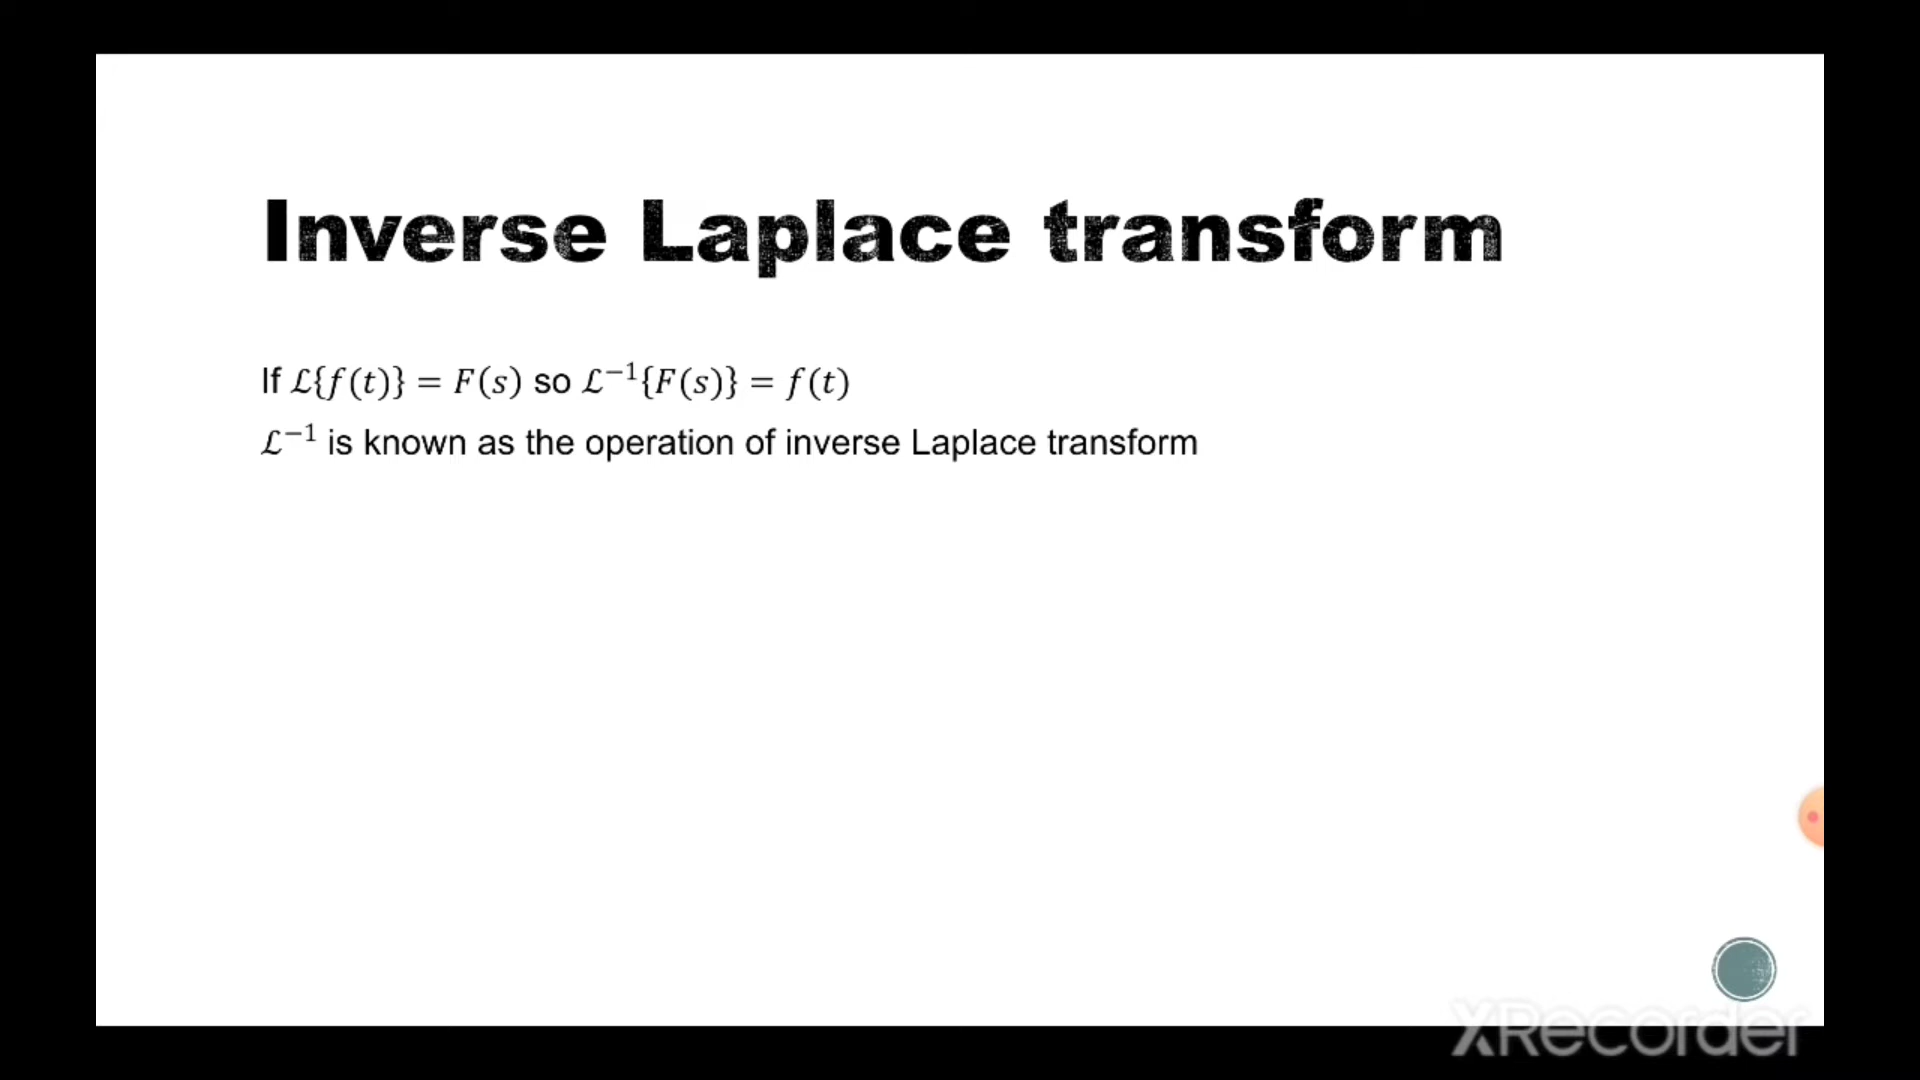 Inverse Laplace transform
If ℒ{f(t)} = F(s) so ℒ⁻¹{F(s)} = f(t)
ℒ⁻¹ is known as the operation of inverse Laplace transform
XRecorder